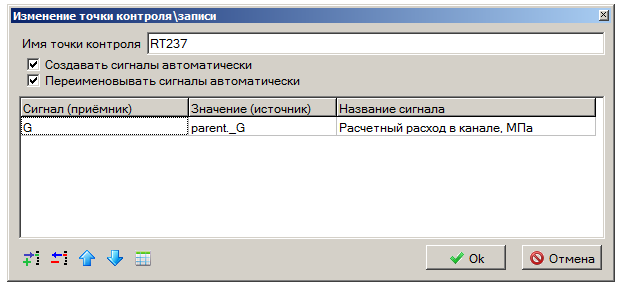 Изменение точки контроля\записи
Имя точки контроля RT237
Создавать сигналы автоматически
Переименовывать сигналы автоматически
Сигнал (приёмник) Значение (источник) Название сигнала
G parent._G Расчетный расход в канале, МПа
Ok Отмена